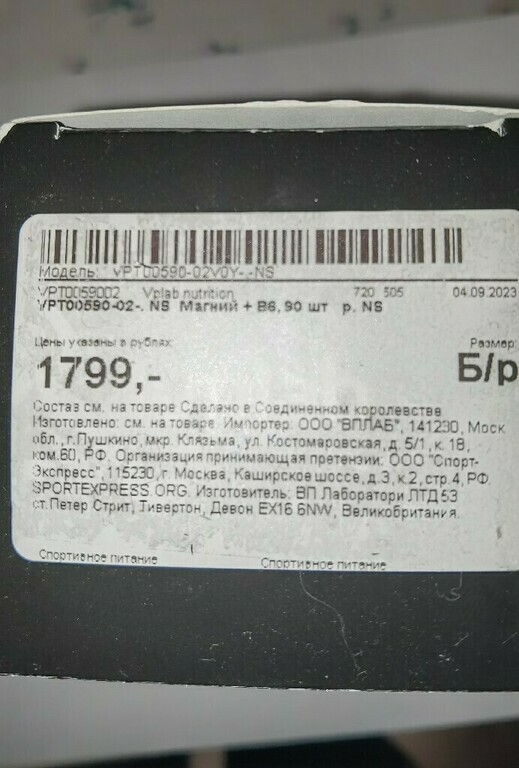 Модель: VPT00590-02V0Y-.-NS
VPT0059002 Vplab nutrition 720 505 04.09.2023
VPT00590-02-. NS Магний + B6, 90 шт р. NS
Цены указаны в рублях
Размер:
1799,-
Б/р
Состав см. на товаре Сделано в Соединенном королевстве
Изготовлено: см. на товаре. Импортер: ООО "ВПЛАБ", 141230, Моск
обл., г.Пушкино, мкр. Клязьма, ул. Костомаровская, д. 5/1, к. 18,
ком.60, РФ. Организация принимающая претензии: ООО "Спорт-
Экспресс", 115230, г. Москва, Каширское шоссе, д.3, к.2, стр.4, РФ.
SPORTEXPRESS.ORG. Изготовитель: ВП Лаборатори ЛТД 53
ст.Петер Стрит, Тивертон, Девон EX16 6NW, Великобритания.
Спортивное питание Спортивное питание